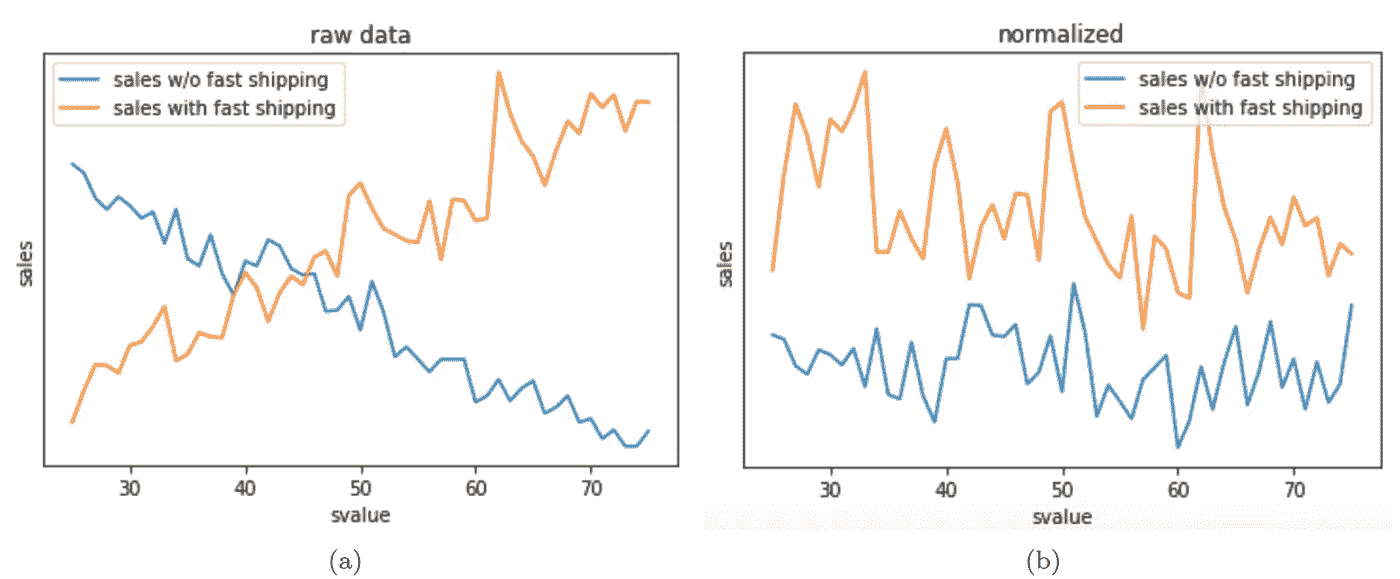 raw data
sales w/o fast shipping
sales with fast shipping
sales
30 40 50 60 70
svalue
(a)
normalized
sales w/o fast shipping
sales with fast shipping
sales
30 40 50 60 70
svalue
(b)